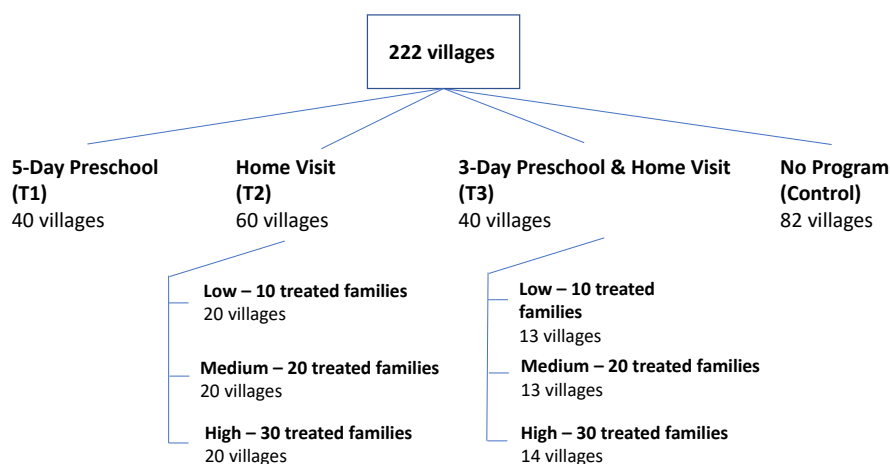 222 villages
5-Day Preschool
(T1)
40 villages
Home Visit
(T2)
60 villages
3-Day Preschool & Home Visit
(T3)
40 villages
No Program
(Control)
82 villages
Low – 10 treated families
20 villages
Medium – 20 treated families
20 villages
High – 30 treated families
20 villages
Low – 10 treated
families
13 villages
Medium – 20 treated families
13 villages
High – 30 treated families
14 villages